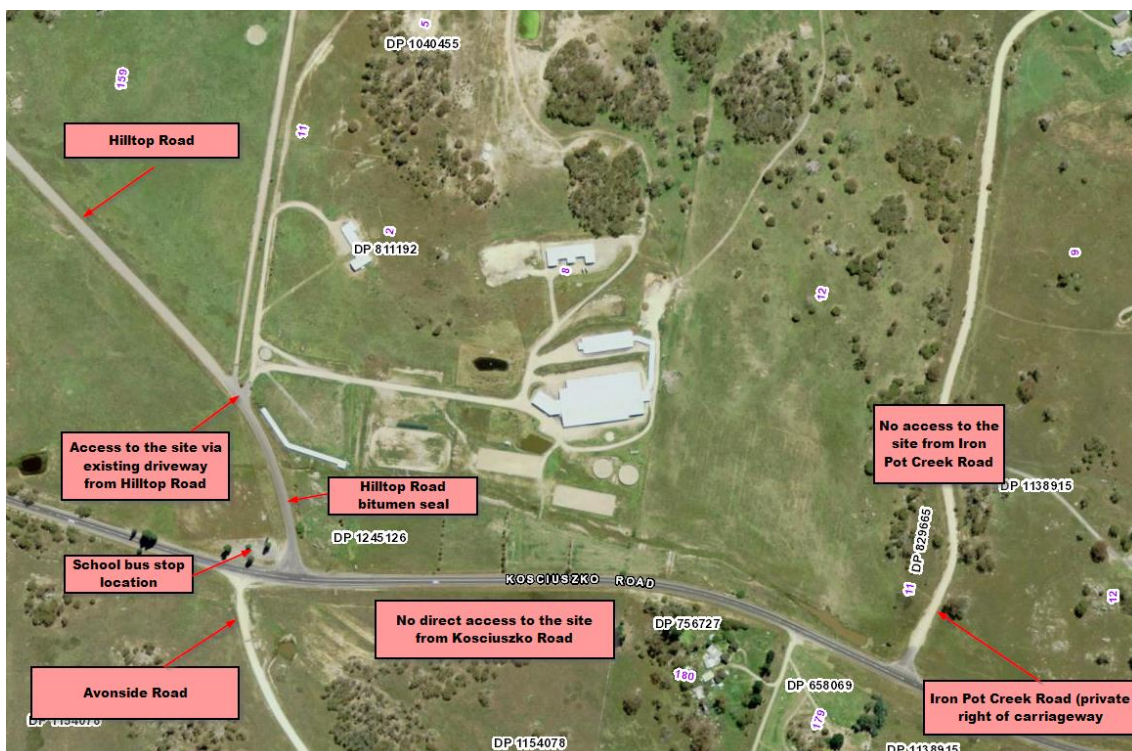 5
DP 1040455
159
Hilltop Road
11
2
DP 811192
8
12
9
Access to the site via
existing driveway
from Hilltop Road
No access to the
site from Iron
Pot Creek Road
Hilltop Road
bitumen seal
DP 1138915
DP 1245126
DP 829665
School bus stop
location
KOSCIUSZKO ROAD
11
12
No direct access to the site
from Kosciuszko Road
DP 756727
180
DP 658069
179
Avonside Road
Iron Pot Creek Road (private
right of carriageway
DP 1154078
DP 1154078
DP 1138915